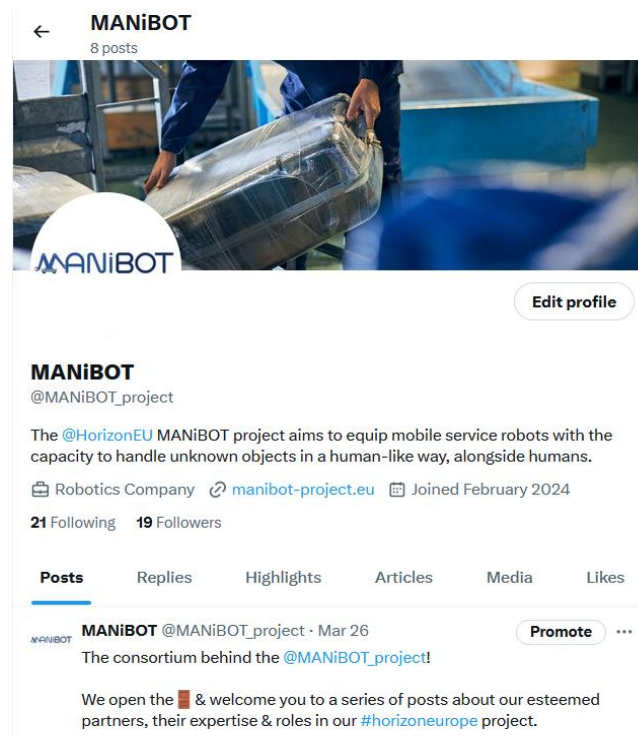 MANiBOT
8 posts
MANiBOT
Edit profile
MANiBOT
@MANiBOT_project
The @HorizonEU MANiBOT project aims to equip mobile service robots with the
capacity to handle unknown objects in a human-like way, alongside humans.
Robotics Company manibot-project.eu Joined February 2024
21 Following 19 Followers
Posts Replies Highlights Articles Media Likes
MANiBOT MANiBOT @MANiBOT_project · Mar 26 Promote
The consortium behind the @MANiBOT_project!
We open the 🚪 & welcome you to a series of posts about our esteemed
partners, their expertise & roles in our #horizoneurope project.